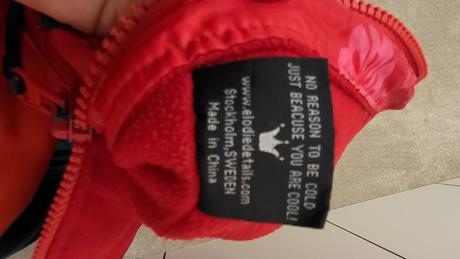 NO REASON TO BE COLD
JUST BEACUSE YOU ARE COOL!
www.elodiedetails.com
Stockholm,SWEDEN
Made in China